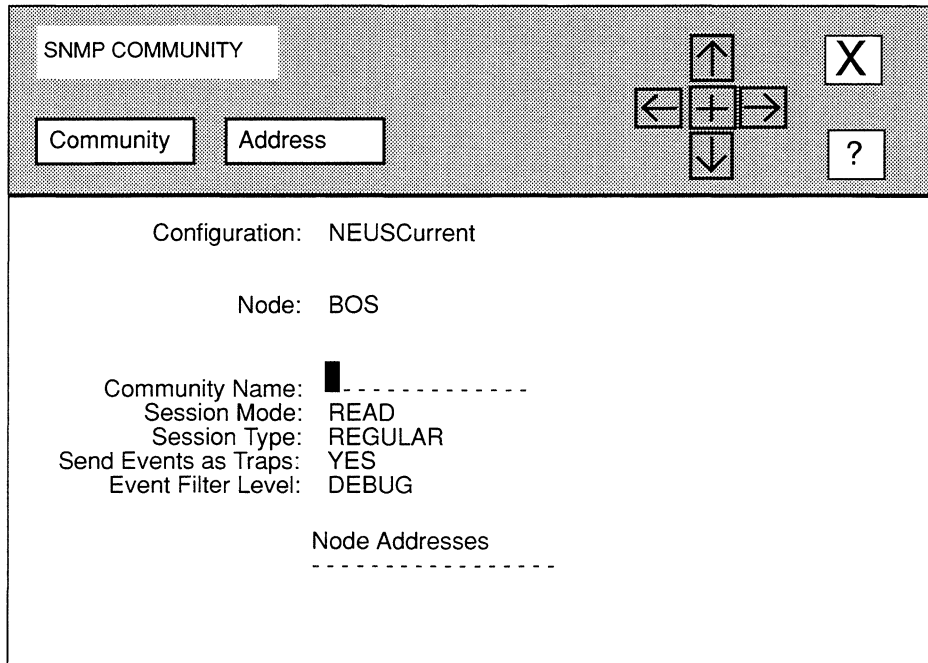 SNMP COMMUNITY
X
Community Address
?
Configuration: NEUSCurrent
Node: BOS
Community Name:
Session Mode: READ
Session Type: REGULAR
Send Events as Traps: YES
Event Filter Level: DEBUG
Node Addresses